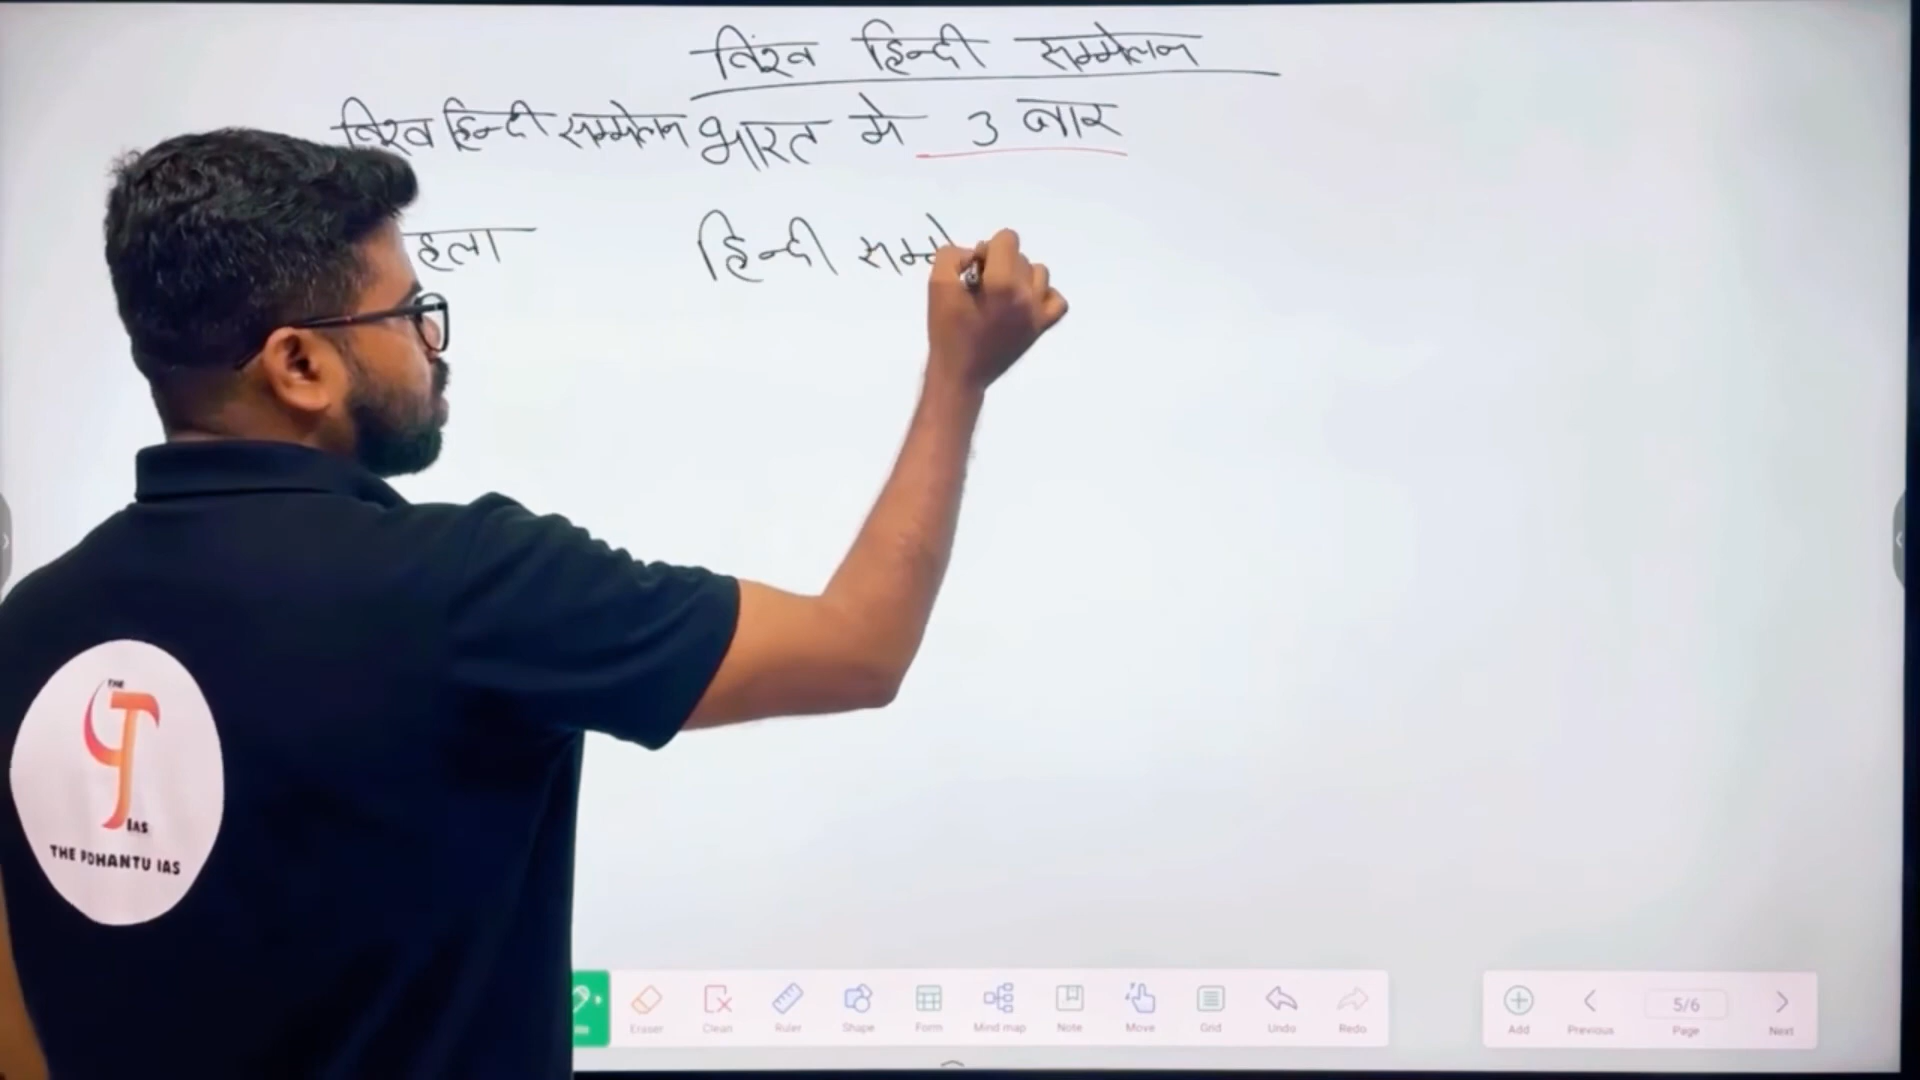 विश्व हिन्दी सम्मेलन
विश्व हिन्दी सम्मेलन भारत मे 3 बार
हला हिन्दी सम्मे
THE
IAS
THE PDHANTU IAS
Eraser Clean Ruler Shape Form Mind map Note Move Grid Undo Redo
Add Previous 5/6 Page Next